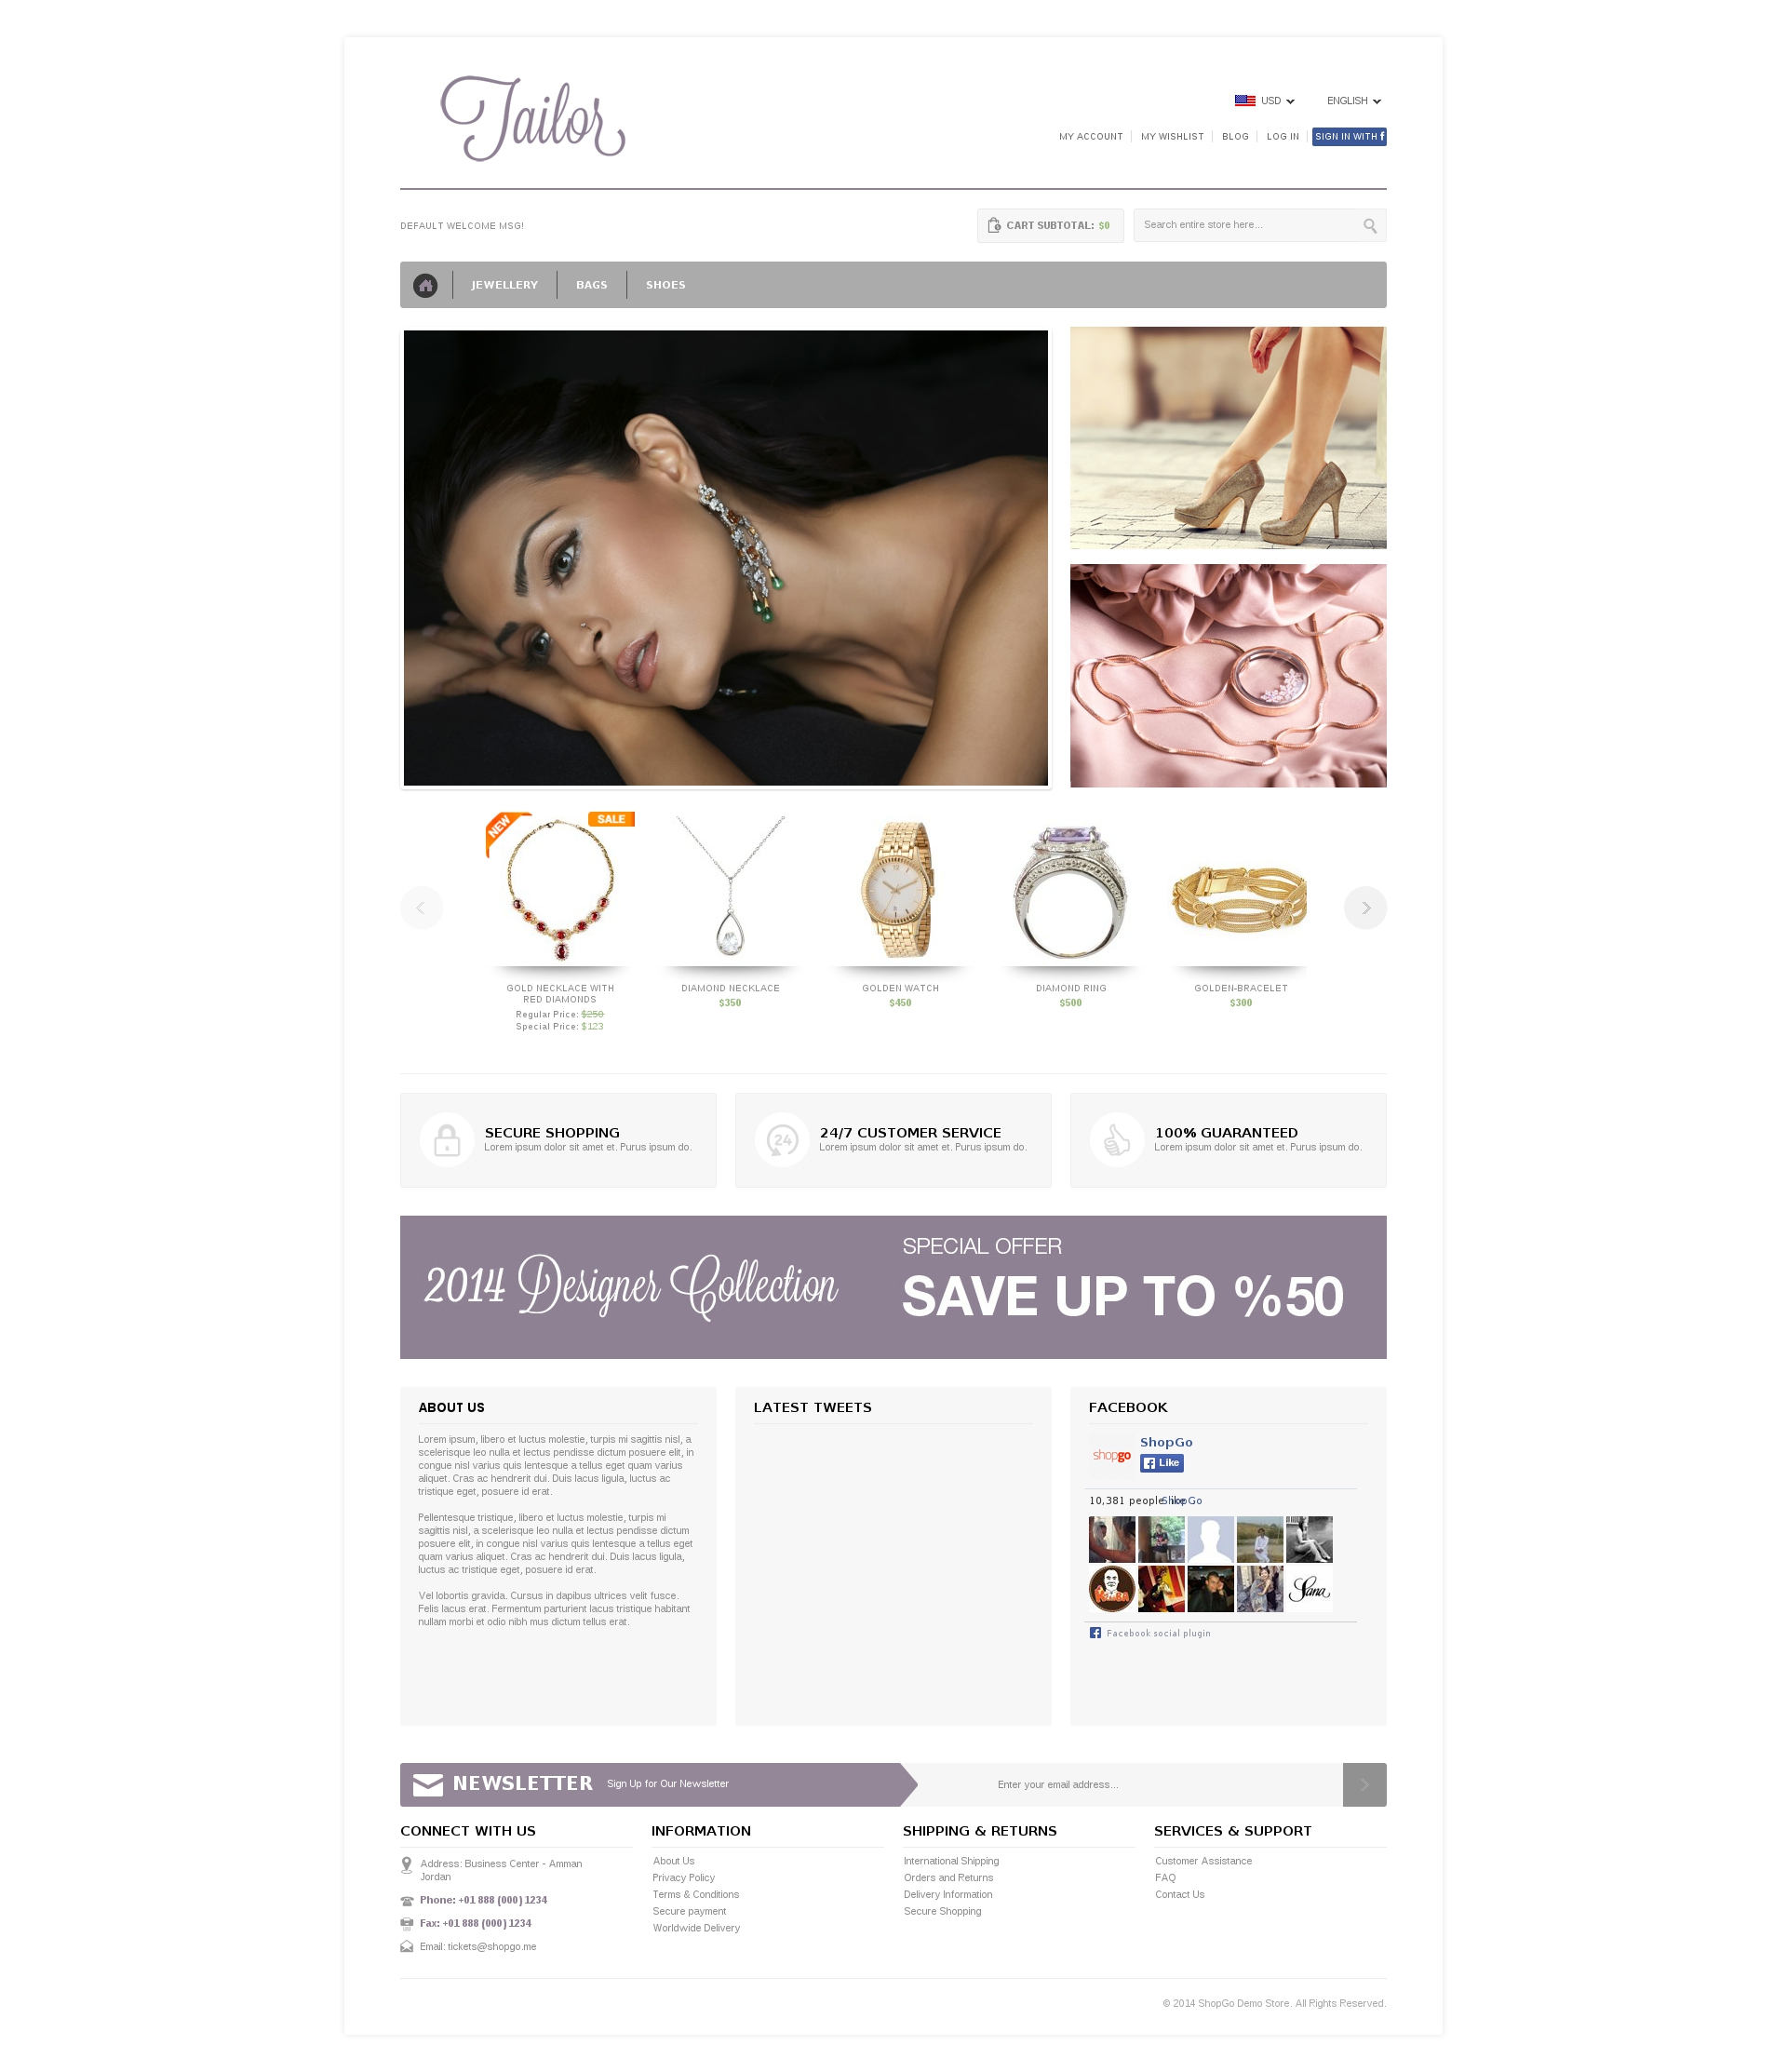 Tailor
USD
ENGLISH
MY ACCOUNT
MY WISHLIST
BLOG
LOG IN
SIGN IN WITH f
DEFAULT WELCOME MSG!
CART SUBTOTAL: $0
Search entire store here...
JEWELLERY
BAGS
SHOES
NEW
SALE
GOLD NECKLACE WITH
RED DIAMONDS
Regular Price: $250
Special Price: $123
DIAMOND NECKLACE
$350
GOLDEN WATCH
$450
DIAMOND RING
$500
GOLDEN-BRACELET
$300
SECURE SHOPPING
Lorem ipsum dolor sit amet et. Purus ipsum do.
24
24/7 CUSTOMER SERVICE
Lorem ipsum dolor sit amet et. Purus ipsum do.
100% GUARANTEED
Lorem ipsum dolor sit amet et. Purus ipsum do.
2014 Designer Collection
SPECIAL OFFER
SAVE UP TO %50
ABOUT US
Lorem ipsum, libero et luctus molestie, turpis mi sagittis nisl, a
scelerisque leo nulla et lectus pendisse dictum posuere elit, in
congue nisl varius quis lentesque a tellus eget quam varius
aliquet. Cras ac hendrerit dui. Duis lacus ligula, luctus ac
tristique eget, posuere id erat.
Pellentesque tristique, libero et luctus molestie, turpis mi
sagittis nisl, a scelerisque leo nulla et lectus pendisse dictum
posuere elit, in congue nisl varius quis lentesque a tellus eget
quam varius aliquet. Cras ac hendrerit dui. Duis lacus ligula,
luctus ac tristique eget, posuere id erat.
Vel lobortis gravida. Cursus in dapibus ultrices velit fusce.
Felis lacus erat. Fermentum parturient lacus tristique habitant
nullam morbi et odio nibh mus dictum tellus erat.
LATEST TWEETS
FACEBOOK
shopgo
ShopGo
Like
10,381 people like ShopGo
Sana
Facebook social plugin
NEWSLETTER
Sign Up for Our Newsletter
Enter your email address...
CONNECT WITH US
Address: Business Center - Amman
Jordan
Phone: +01 888 (000) 1234
Fax: +01 888 (000) 1234
Email: tickets@shopgo.me
INFORMATION
About Us
Privacy Policy
Terms & Conditions
Secure payment
Worldwide Delivery
SHIPPING & RETURNS
International Shipping
Orders and Returns
Delivery Information
Secure Shopping
SERVICES & SUPPORT
Customer Assistance
FAQ
Contact Us
© 2014 ShopGo Demo Store. All Rights Reserved.